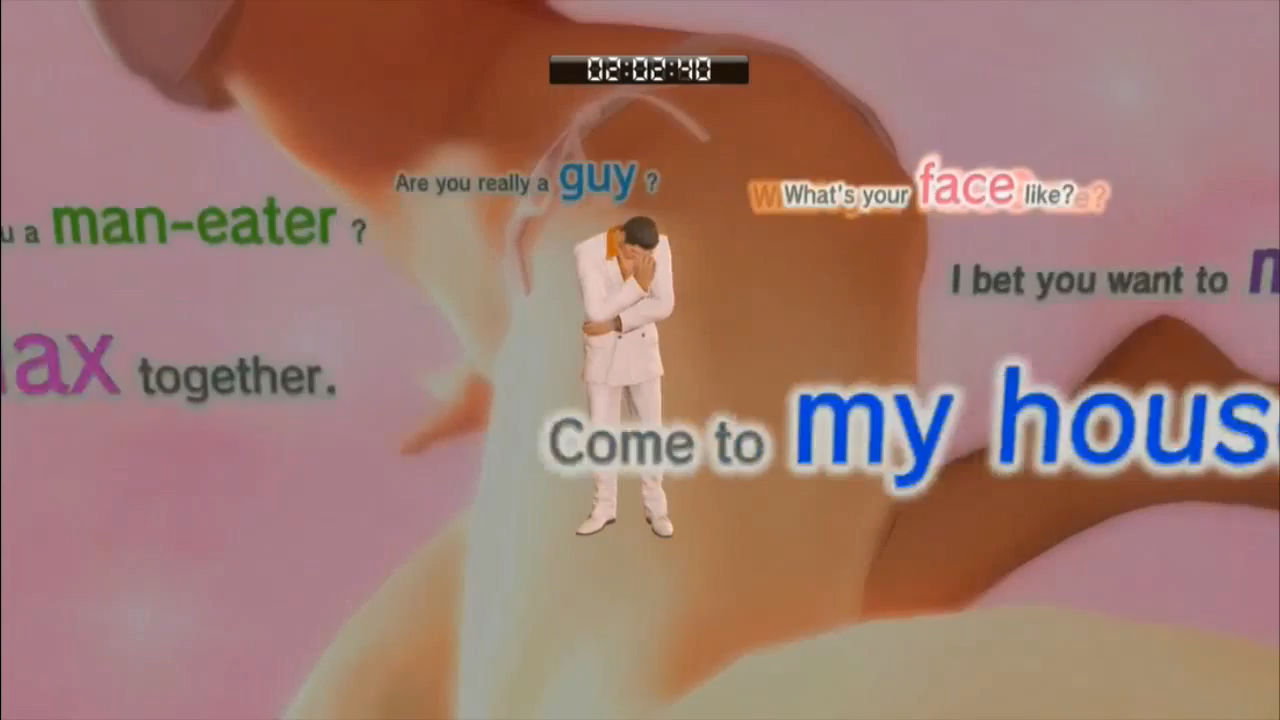 02:02:40
Are you really a guy ?
What's your face like?
u a man-eater ?
I bet you want to
ax together.
Come to my hous